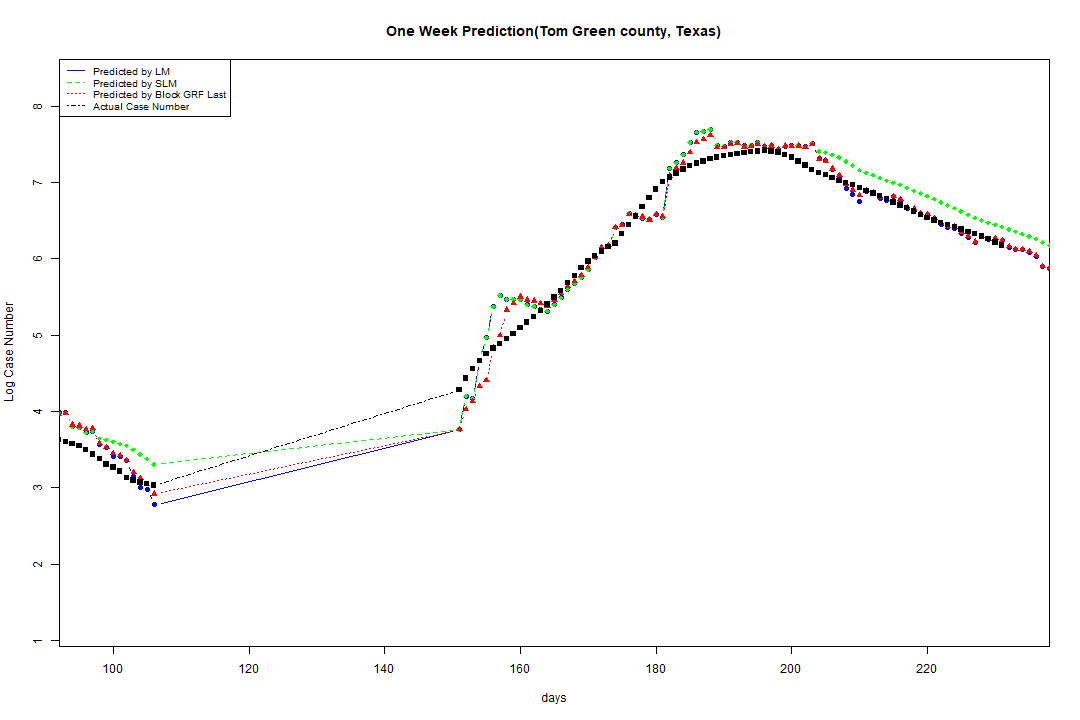 One Week Prediction(Tom Green county, Texas)
Predicted by LM
Predicted by SLM
Predicted by Block GRF Last
Actual Case Number
8
7
6
5
4
3
2
1
Log Case Number
100 120 140 160 180 200 220
days